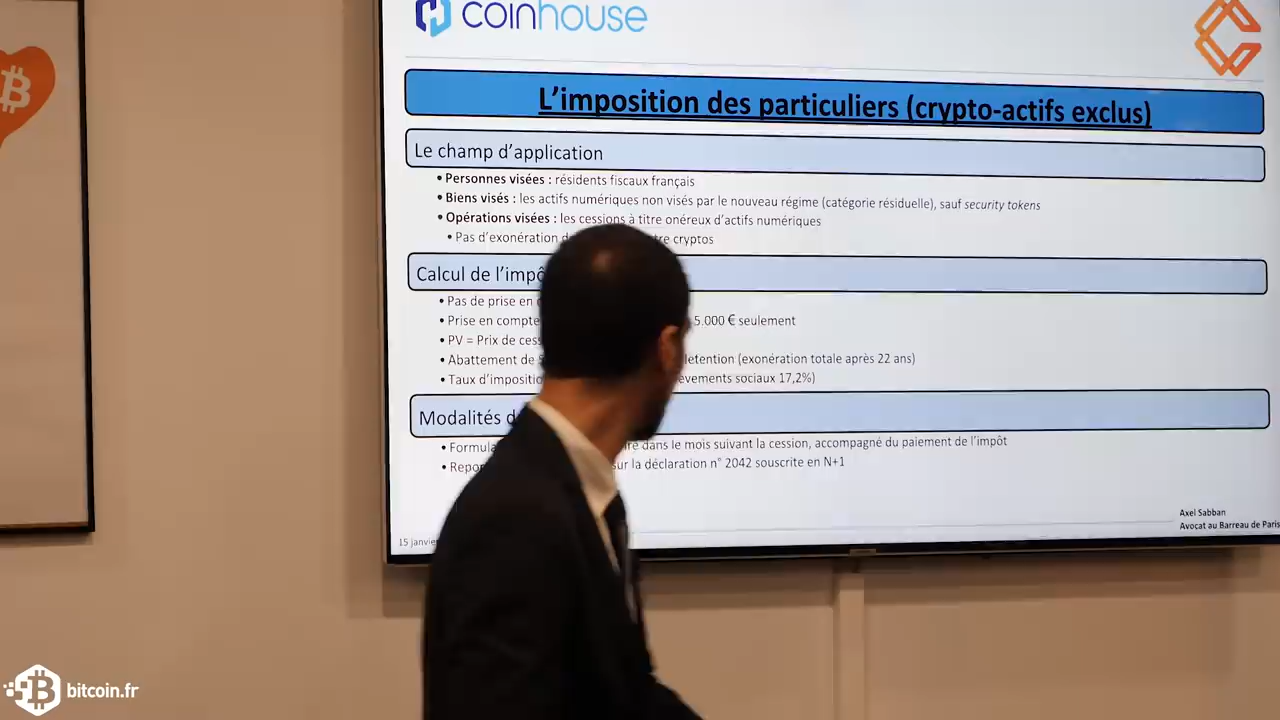 coinhouse
L'imposition des particuliers (crypto-actifs exclus)
Le champ d'application
• Personnes visées : résidents fiscaux français
• Biens visés : les actifs numériques non visés par le nouveau régime (catégorie résiduelle), sauf security tokens
• Opérations visées : les cessions à titre onéreux d'actifs numériques
• Pas d'exonération cryptos
Calcul de l'impô
• Pas de prise en
• Prise en compte 5.000 € seulement
• PV = Prix de cess
• Abattement de détention (exonération totale après 22 ans)
• Taux d'impositio èvements sociaux 17,2%)
Modalités d
• Formula dans le mois suivant la cession, accompagné du paiement de l'impôt
• Repor sur la déclaration n° 2042 souscrite en N+1
Axel Sabban
Avocat au Barreau de Paris
15 janvie
bitcoin.fr